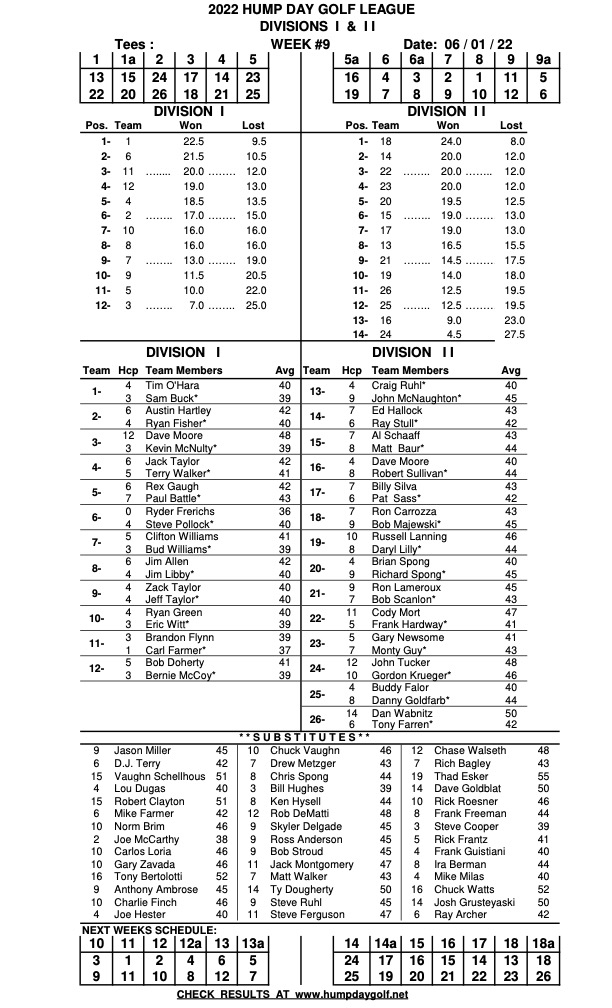 2022 HUMP DAY GOLF LEAGUE
DIVISIONS I & II
Tees : WEEK #9 Date: 06 / 01 / 22
1 1a 2 3 4 5 5a 6 6a 7 8 9 9a
13 15 24 17 14 23 16 4 3 2 1 11 5
22 20 26 18 21 25 19 7 8 9 10 12 6
DIVISION I DIVISION II
Pos. Team Won Lost Pos. Team Won Lost
1- 1 22.5 9.5 1- 18 24.0 8.0
2- 6 21.5 10.5 2- 14 20.0 12.0
3- 11 ........ 20.0 ........ 12.0 3- 22 ........ 20.0 ........ 12.0
4- 12 19.0 13.0 4- 23 20.0 12.0
5- 4 18.5 13.5 5- 20 19.5 12.5
6- 2 ........ 17.0 ........ 15.0 6- 15 ........ 19.0 ........ 13.0
7- 10 16.0 16.0 7- 17 19.0 13.0
8- 8 16.0 16.0 8- 13 16.5 15.5
9- 7 ........ 13.0 ........ 19.0 9- 21 ........ 14.5 ........ 17.5
10- 9 11.5 20.5 10- 19 14.0 18.0
11- 5 10.0 22.0 11- 26 12.5 19.5
12- 3 ........ 7.0 ........ 25.0 12- 25 ........ 12.5 ........ 19.5
13- 16 9.0 23.0
14- 24 4.5 27.5
DIVISION I DIVISION II
Team Hcp Team Members Avg Team Hcp Team Members Avg
1- 4 Tim O'Hara 40 13- 4 Craig Ruhl* 40
3 Sam Buck* 39 9 John McNaughton* 45
2- 6 Austin Hartley 42 14- 7 Ed Hallock 43
4 Ryan Fisher* 40 6 Ray Stull* 42
3- 12 Dave Moore 48 15- 7 Al Schaaff 43
3 Kevin McNulty* 39 8 Matt Baur* 44
4- 6 Jack Taylor 42 16- 4 Dave Moore 40
5 Terry Walker* 41 8 Robert Sullivan* 44
5- 6 Rex Gaugh 42 17- 7 Billy Silva 43
7 Paul Battle* 43 6 Pat Sass* 42
6- 0 Ryder Frerichs 36 18- 7 Ron Carrozza 43
4 Steve Pollock* 40 9 Bob Majewski* 45
7- 5 Clifton Williams 41 19- 10 Russell Lanning 46
3 Bud Williams* 39 8 Daryl Lilly* 44
8- 6 Jim Allen 42 20- 4 Brian Spong 40
4 Jim Libby* 40 9 Richard Spong* 45
9- 4 Zack Taylor 40 21- 9 Ron Lameroux 45
4 Jeff Taylor* 40 7 Bob Scanlon* 43
10- 4 Ryan Green 40 22- 11 Cody Mort 47
3 Eric Witt* 39 5 Frank Hardway* 41
11- 3 Brandon Flynn 39 23- 5 Gary Newsome 41
1 Carl Farmer* 37 7 Monty Guy* 43
12- 5 Bob Doherty 41 24- 12 John Tucker 48
3 Bernie McCoy* 39 10 Gordon Krueger* 46
25- 4 Buddy Falor 40
8 Danny Goldfarb* 44
26- 14 Dan Wabnitz 50
6 Tony Farren* 42
* * S U B S T I T U T E S * *
9 Jason Miller 45 10 Chuck Vaughn 46 12 Chase Walseth 48
6 D.J. Terry 42 7 Drew Metzger 43 7 Rich Bagley 43
15 Vaughn Schellhous 51 8 Chris Spong 44 19 Thad Esker 55
4 Lou Dugas 40 3 Bill Hughes 39 14 Dave Goldblat 50
15 Robert Clayton 51 8 Ken Hysell 44 10 Rick Roesner 46
6 Mike Farmer 42 12 Rob DeMatti 48 8 Frank Freeman 44
10 Norm Brim 46 9 Skyler Delgade 45 3 Steve Cooper 39
2 Joe McCarthy 38 9 Ross Anderson 45 5 Rick Frantz 41
10 Carlos Loria 46 9 Bob Stroud 45 4 Frank Guistiani 40
10 Gary Zavada 46 11 Jack Montgomery 47 8 Ira Berman 44
16 Tony Bertolotti 52 7 Matt Walker 43 4 Mike Milas 40
9 Anthony Ambrose 45 14 Ty Dougherty 50 16 Chuck Watts 52
10 Charlie Finch 46 9 Steve Ruhl 45 14 Josh Grusteyaski 50
4 Joe Hester 40 11 Steve Ferguson 47 6 Ray Archer 42
NEXT WEEKS SCHEDULE:
10 11 12 12a 13 13a 14 14a 15 16 17 18 18a
3 1 2 4 6 5 24 17 16 15 14 13 18
9 11 10 8 12 7 25 19 20 21 22 23 26
CHECK RESULTS AT www.humpdaygolf.net